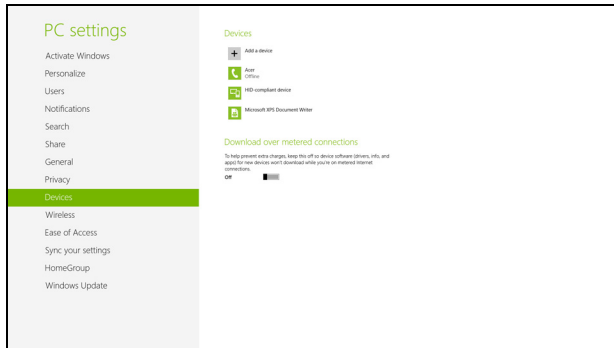 PC settings
Activate Windows
Personalize
Users
Notifications
Search
Share
General
Privacy
Devices
Wireless
Ease of Access
Sync your settings
HomeGroup
Windows Update
Devices
Add a device
Acer
Offline
HID-compliant device
Microsoft XPS Document Writer
Download over metered connections
To help prevent extra charges, keep this off so device software (drivers, info, and
apps) for new devices won't download while you're on metered Internet
connections.
Off